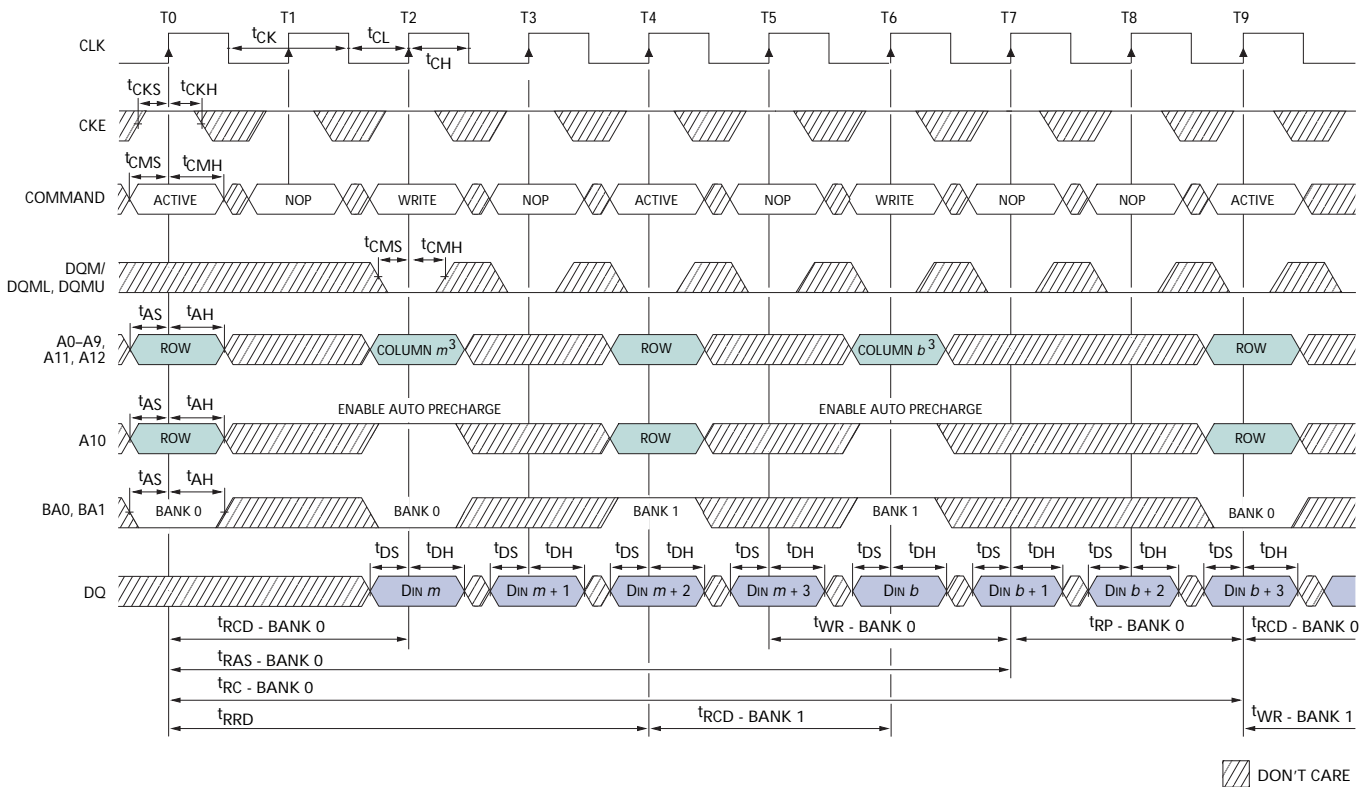 T0 T1 T2 T3 T4 T5 T6 T7 T8 T9
CLK tCK tCL tCH
tCKS tCKH
CKE
tCMS tCMH
COMMAND ACTIVE NOP WRITE NOP ACTIVE NOP WRITE NOP NOP ACTIVE
tCMS tCMH
DQM/
DQML, DQMU
tAS tAH
A0–A9,
A11, A12 ROW COLUMN m³ ROW COLUMN b³ ROW
tAS tAH ENABLE AUTO PRECHARGE ENABLE AUTO PRECHARGE
A10 ROW ROW ROW
tAS tAH
BA0, BA1 BANK 0 BANK 0 BANK 1 BANK 1 BANK 0
tDS tDH tDS tDH tDS tDH tDS tDH tDS tDH tDS tDH tDS tDH tDS tDH
DQ DIN m DIN m + 1 DIN m + 2 DIN m + 3 DIN b DIN b + 1 DIN b + 2 DIN b + 3
tRCD - BANK 0 tWR - BANK 0 tRP - BANK 0 tRCD - BANK 0
tRAS - BANK 0
tRC - BANK 0
tRRD tRCD - BANK 1 tWR - BANK 1
DON'T CARE